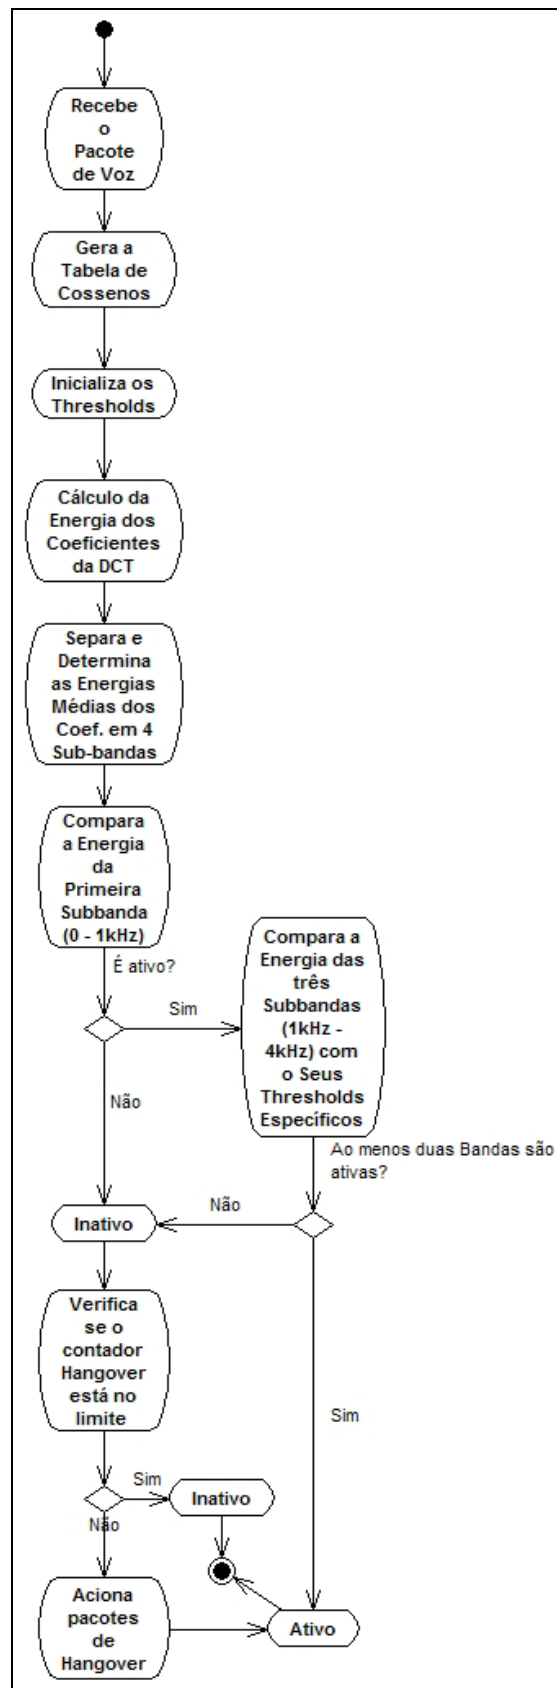 Recebe
o
Pacote
de Voz
Gera a
Tabela de
Cossenos
Inicializa os
Thresholds
Cálculo da
Energia dos
Coeficientes
da DCT
Separa e
Determina
as Energias
Médias dos
Coef. em 4
Sub-bandas
Compara
a Energia
da
Primeira
Subbanda
(0 - 1kHz)
É ativo?
Sim
Compara a
Energia das
três
Subbandas
(1kHz -
4kHz) com
o Seus
Thresholds
Específicos
Não
Ao menos duas Bandas são
ativas?
Não
Inativo
Verifica
se o
contador
Hangover
está no
limite
Sim
Sim
Inativo
Não
Aciona
pacotes
de
Hangover
Ativo